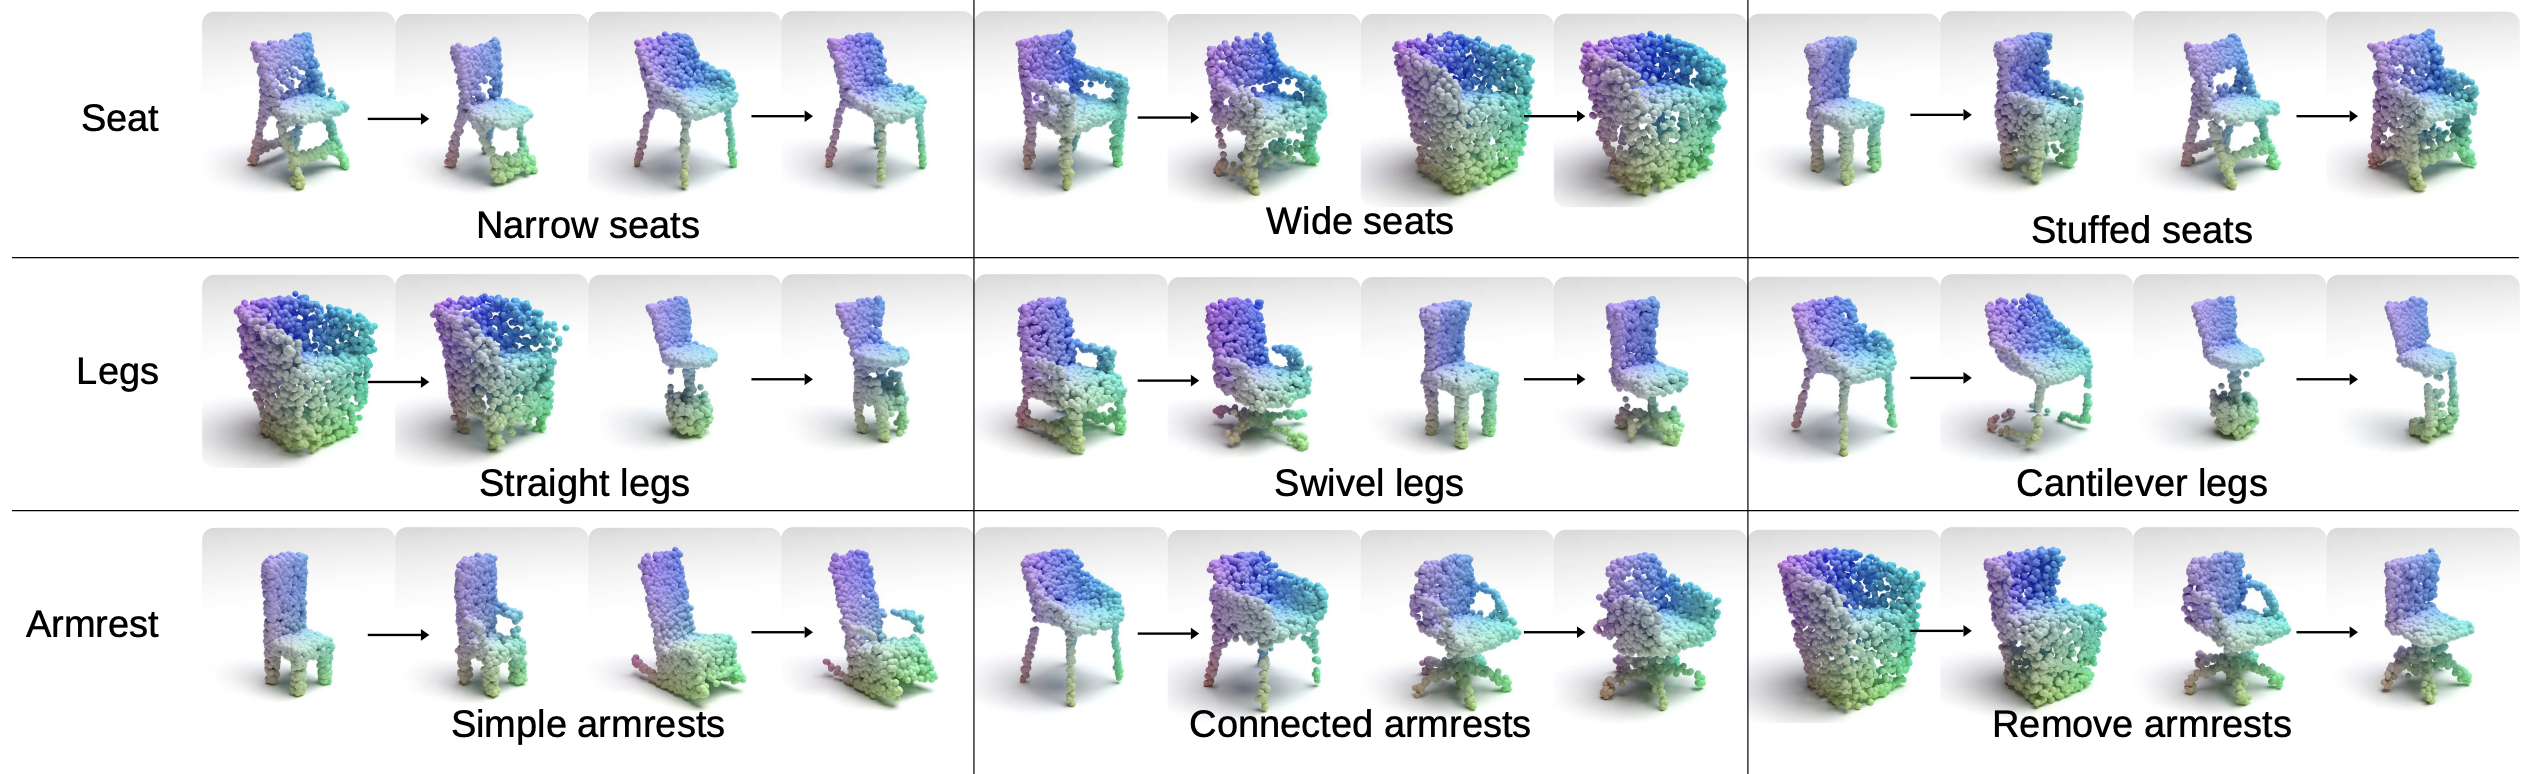 Seat
Narrow seats
Wide seats
Stuffed seats
Legs
Straight legs
Swivel legs
Cantilever legs
Armrest
Simple armrests
Connected armrests
Remove armrests